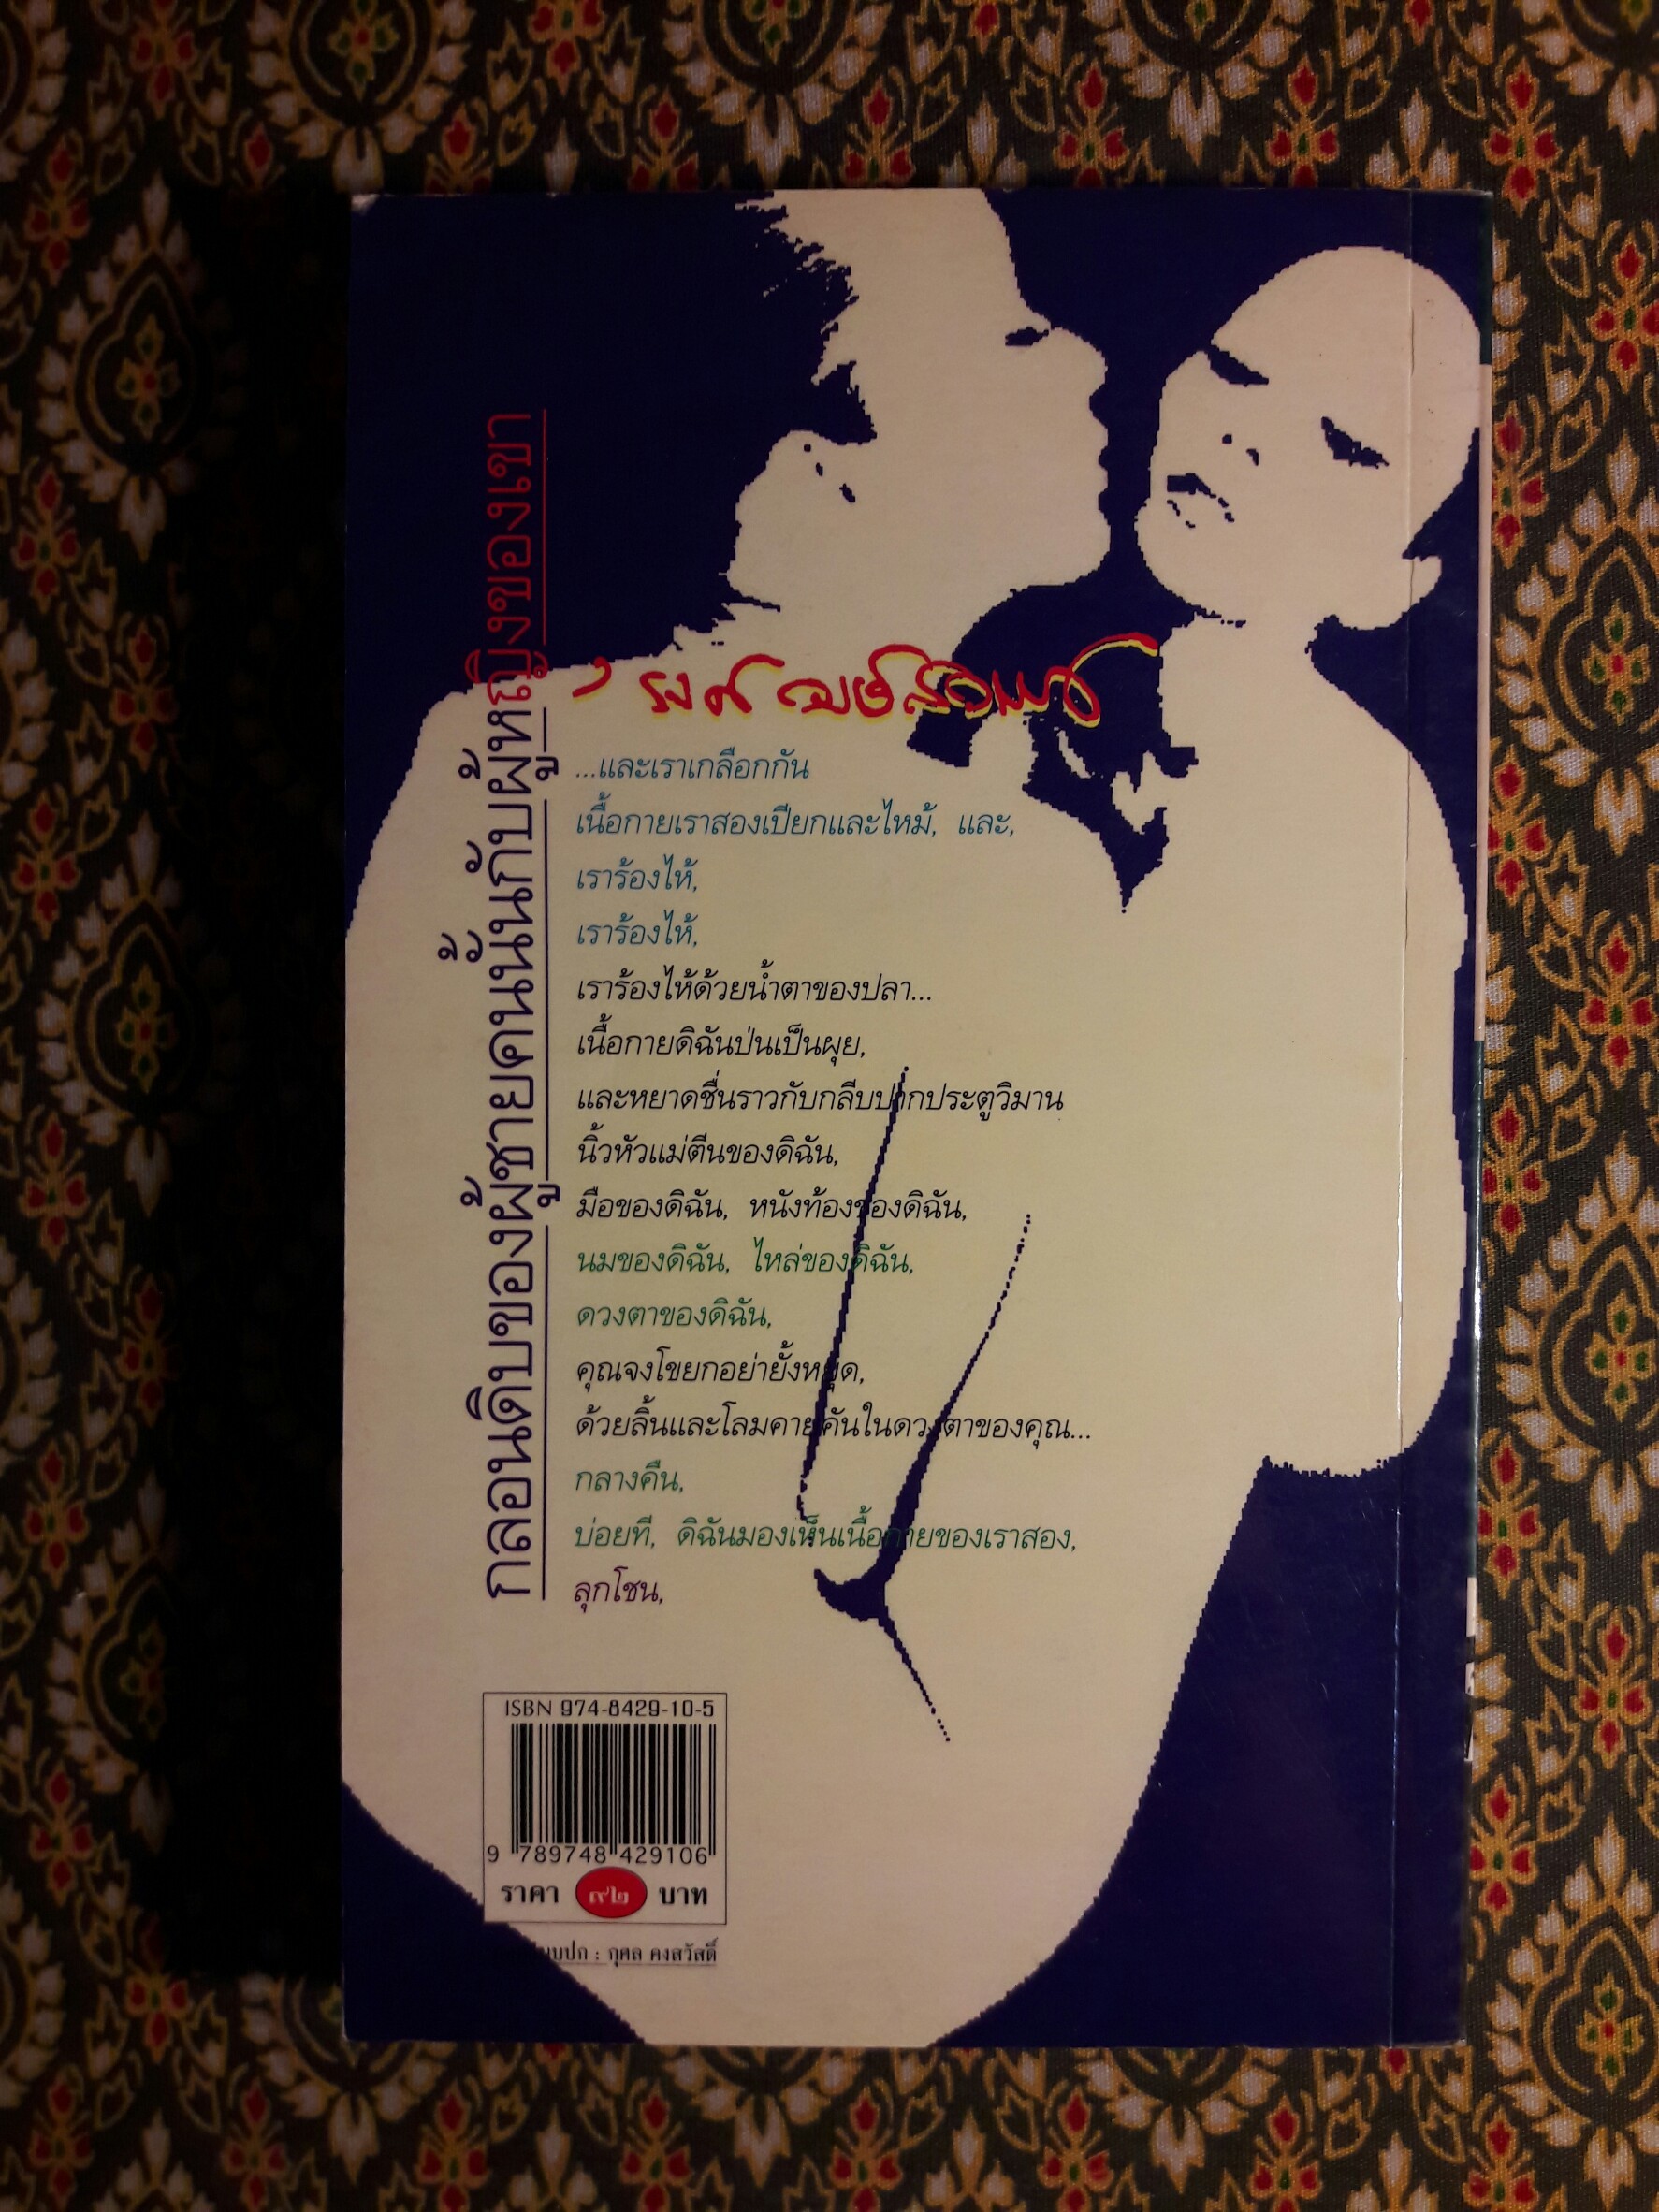 กลอนดิบของผู้ชายคนนั้นกับผู้หญิงของเขา
’รงค์ วงษ์สวรรค์
...และเราเกลือกกัน
เนื้อกายเราสองเปียกและไหม้, และ,
เราร้องไห้,
เราร้องไห้,
เราร้องไห้ด้วยน้ำตาของปลา...
เนื้อกายดิฉันป่นเป็นผุย,
และหยาดชื่นราวกับกลีบปากประตูวิมาน
นิ้วหัวแม่ตีนของดิฉัน,
มือของดิฉัน, หนังท้องของดิฉัน,
นมของดิฉัน, ไหล่ของดิฉัน,
ดวงตาของดิฉัน,
คุณจงโขยกอย่ายั้งหยุด,
ด้วยลิ้นและโลมคายคันในดวงตาของคุณ...
กลางคืน,
บ่อยที, ดิฉันมองเห็นเนื้อกายของเราสอง,
ลุกโชน,
ISBN 974-8429-10-5
9 789748 429106
ราคา ๙๒ บาท
แบบปก : กุศล คงสวัสดิ์